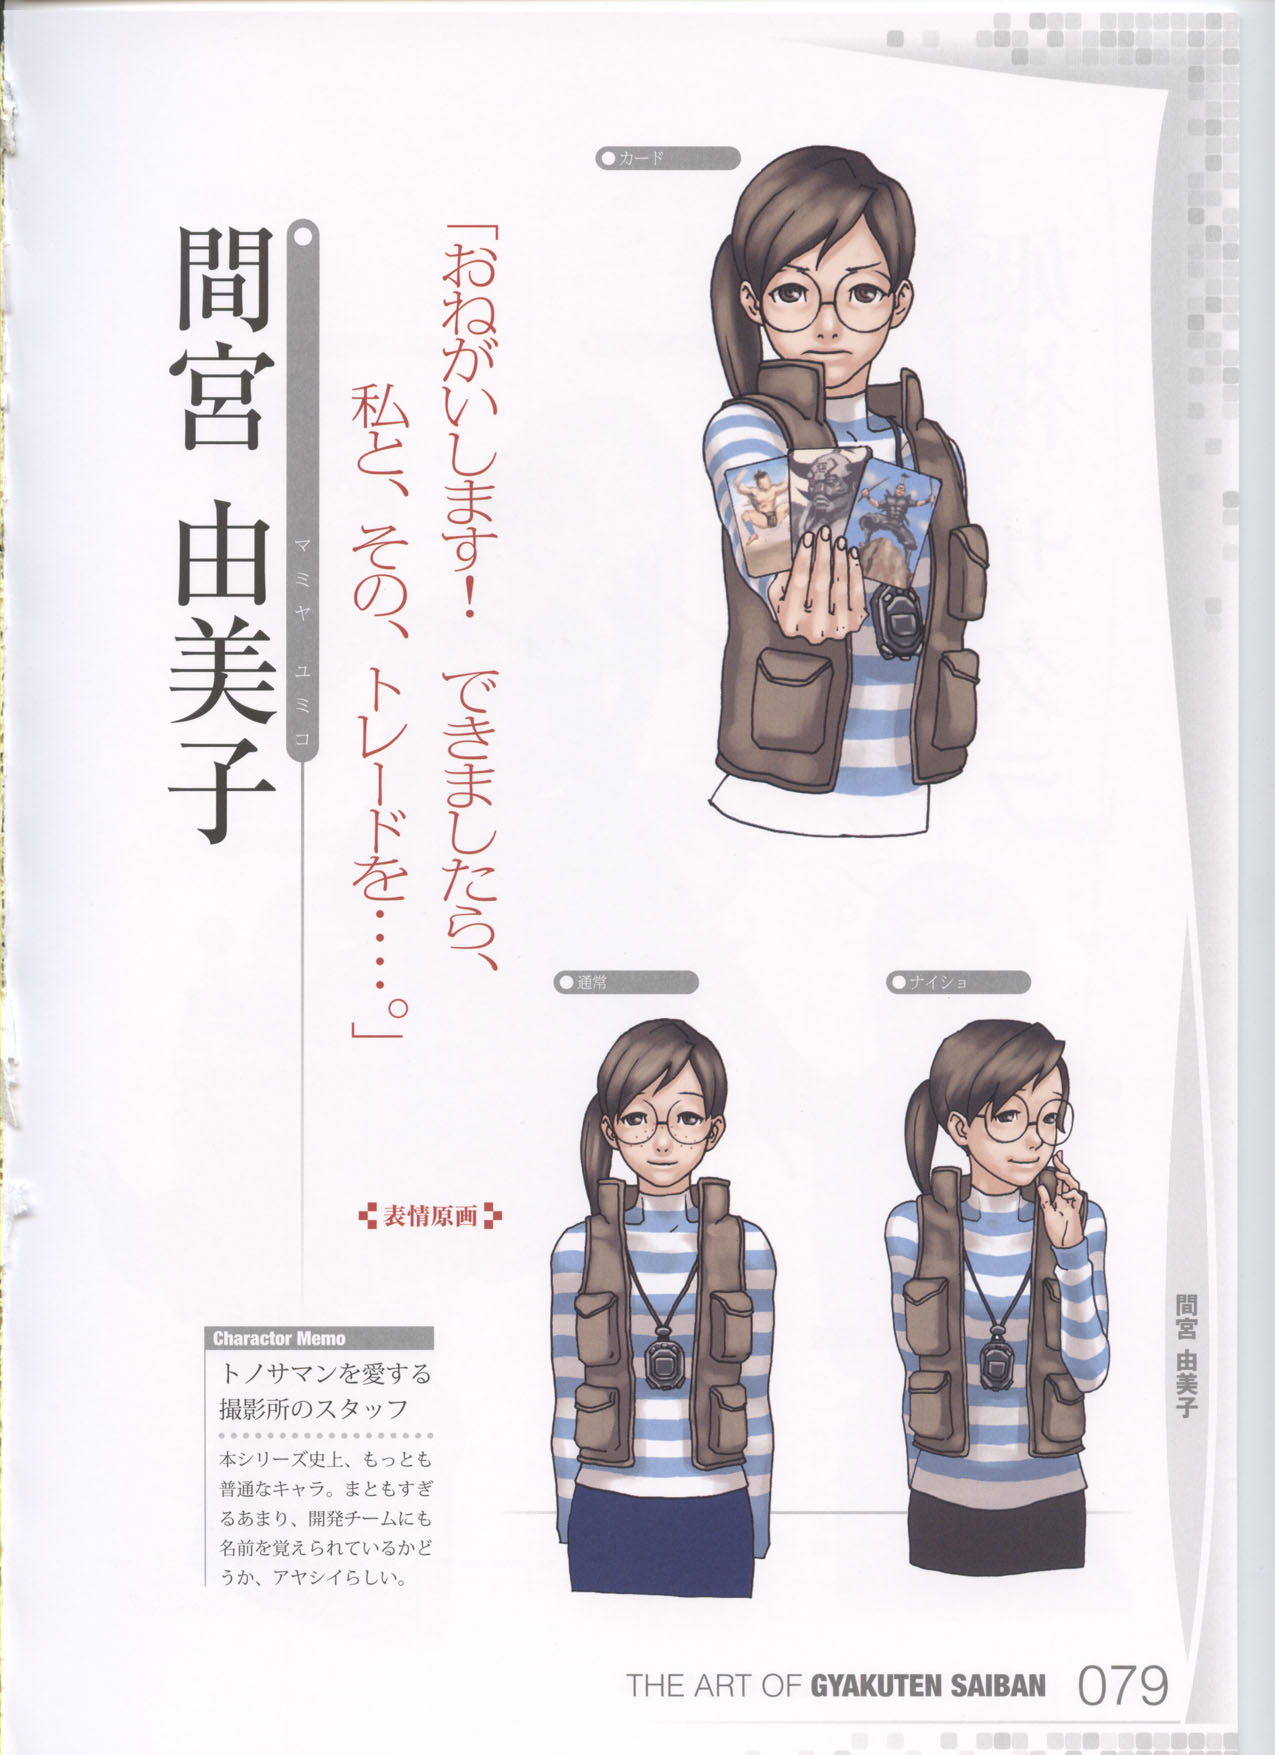 間宮 由美子
マミヤ ユミコ
「おねがいします！ できましたら、
私と、その、トレードを‥‥。」
カード
通常
ナイショ
表情原画
Charactor Memo
トノサマンを愛する
撮影所のスタッフ
本シリーズ史上、もっとも
普通なキャラ。まともすぎ
るあまり、開発チームにも
名前を覚えられているかど
うか、アヤシイらしい。
間宮 由美子
THE ART OF GYAKUTEN SAIBAN 079